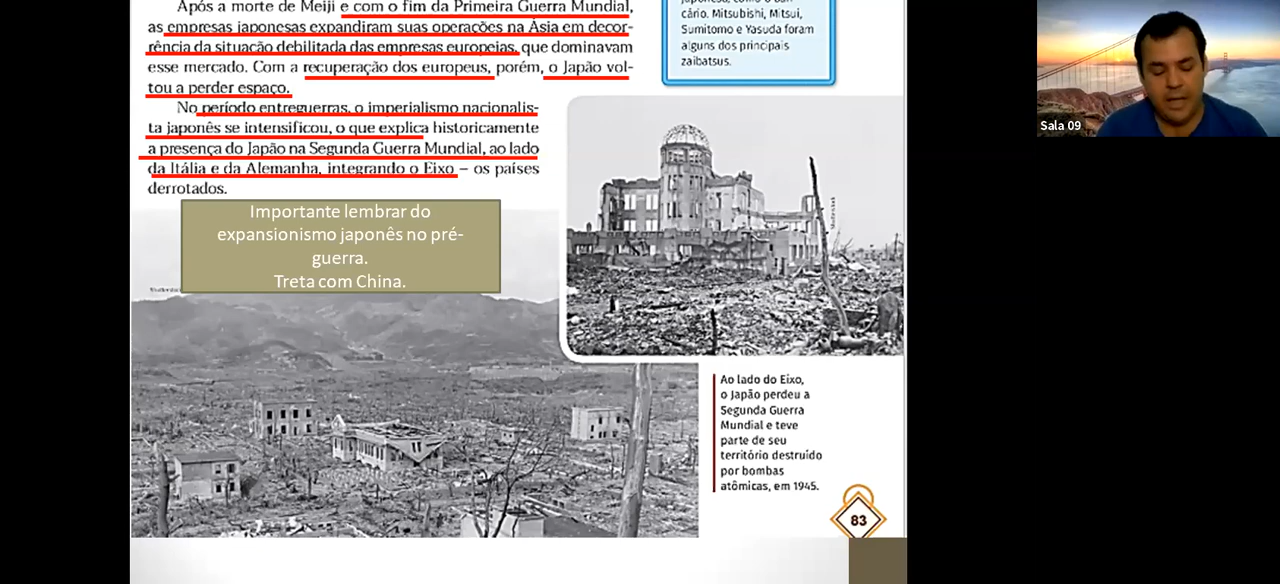 Após a morte de Meiji e com o fim da Primeira Guerra Mundial,
as empresas japonesas expandiram suas operações na Ásia em decor-
rência da situação debilitada das empresas europeias, que dominavam
esse mercado. Com a recuperação dos europeus, porém, o Japão vol-
tou a perder espaço.
No período entreguerras, o imperialismo nacionalis-
ta japonês se intensificou, o que explica historicamente
a presença do Japão na Segunda Guerra Mundial, ao lado
da Itália e da Alemanha, integrando o Eixo – os países
derrotados.
Importante lembrar do
expansionismo japonês no pré-
guerra.
Treta com China.
cário. Mitsubishi, Mitsui,
Sumitomo e Yasuda foram
alguns dos principais
zaibatsus.
Shutterstock
Shutterstock
Ao lado do Eixo,
o Japão perdeu a
Segunda Guerra
Mundial e teve
parte de seu
território destruído
por bombas
atômicas, em 1945.
83
Sala 09